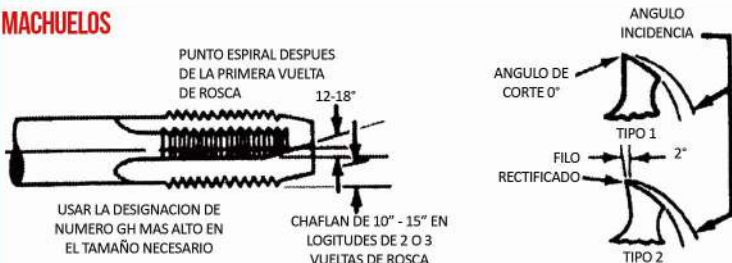 MACHUELOS
PUNTO ESPIRAL DESPUES
DE LA PRIMERA VUELTA
DE ROSCA
12-18°
USAR LA DESIGNACION DE
NUMERO GH MAS ALTO EN
EL TAMAÑO NECESARIO
CHAFLAN DE 10” - 15” EN
LOGITUDES DE 2 O 3
VUELTAS DE ROSCA
ANGULO
INCIDENCIA
ANGULO DE
CORTE 0°
TIPO 1
FILO
RECTIFICADO
2°
TIPO 2